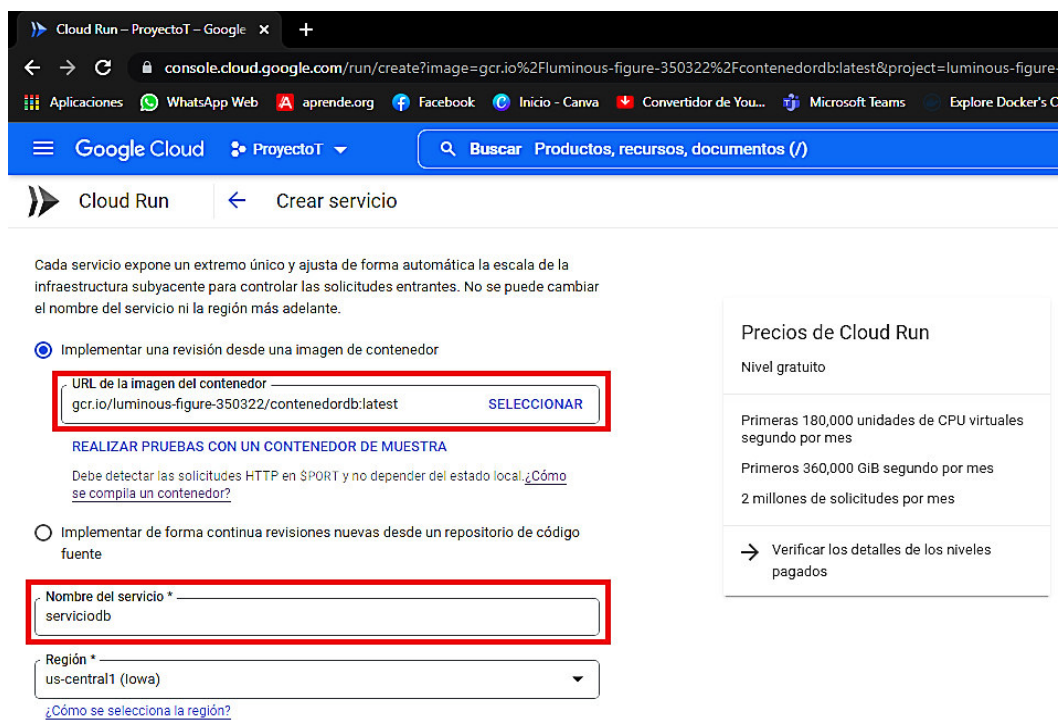 Cloud Run – ProyectoT – Google
console.cloud.google.com/run/create?image=gcr.io%2Fluminous-figure-350322%2Fcontenedordb:latest&project=luminous-figure-
Aplicaciones WhatsApp Web aprende.org Facebook Inicio - Canva Convertidor de You... Microsoft Teams Explore Docker's C
Google Cloud ProyectoT Buscar Productos, recursos, documentos (/)
Cloud Run Crear servicio
Cada servicio expone un extremo único y ajusta de forma automática la escala de la
infraestructura subyacente para controlar las solicitudes entrantes. No se puede cambiar
el nombre del servicio ni la región más adelante.
Implementar una revisión desde una imagen de contenedor
URL de la imagen del contenedor
gcr.io/luminous-figure-350322/contenedordb:latest SELECCIONAR
REALIZAR PRUEBAS CON UN CONTENEDOR DE MUESTRA
Debe detectar las solicitudes HTTP en $PORT y no depender del estado local.¿Cómo
se compila un contenedor?
Implementar de forma continua revisiones nuevas desde un repositorio de código
fuente
Nombre del servicio *
serviciodb
Región *
us-central1 (Iowa)
¿Cómo se selecciona la región?
Precios de Cloud Run
Nivel gratuito
Primeras 180,000 unidades de CPU virtuales
segundo por mes
Primeros 360,000 GiB segundo por mes
2 millones de solicitudes por mes
Verificar los detalles de los niveles
pagados